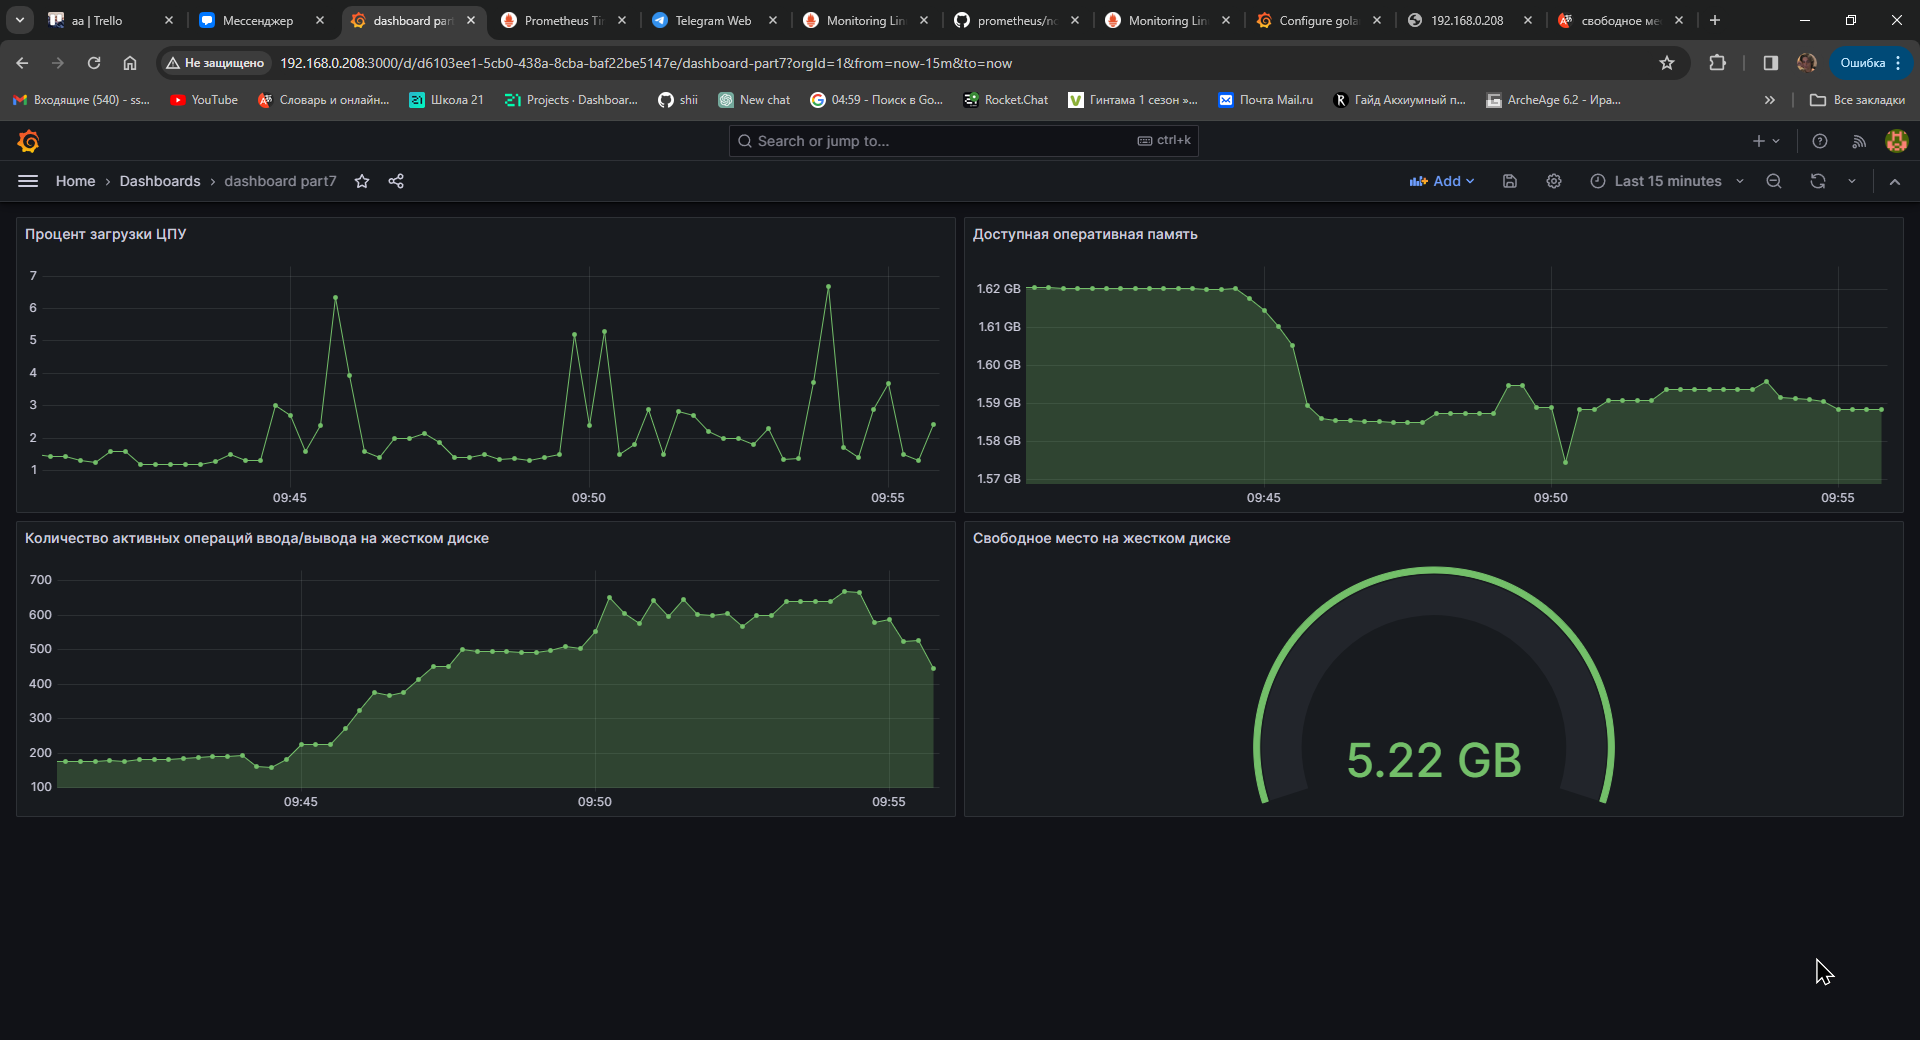 aa | Trello
Мессенджер
dashboard par
Prometheus Ti
Telegram Web
Monitoring Lin
prometheus/no
Monitoring Lin
Configure gola
192.168.0.208
свободное ме
Не защищено
192.168.0.208:3000/d/d6103ee1-5cb0-438a-8cba-baf22be5147e/dashboard-part7?orgId=1&from=now-15m&to=now
Ошибка
Входящие (540) - ss...
YouTube
Словарь и онлайн...
21 Школа 21
Projects · Dashboar...
shii
New chat
04:59 - Поиск в Go...
Rocket.Chat
Гинтама 1 сезон »...
Почта Mail.ru
Гайд Акхиумный п...
ArcheAge 6.2 - Ира...
Все закладки
Search or jump to...
ctrl+k
Home › Dashboards › dashboard part7
Add
Last 15 minutes
Процент загрузки ЦПУ
7
6
5
4
3
2
1
09:45 09:50 09:55
Доступная оперативная память
1.62 GB
1.61 GB
1.60 GB
1.59 GB
1.58 GB
1.57 GB
09:45 09:50 09:55
Количество активных операций ввода/вывода на жестком диске
700
600
500
400
300
200
100
09:45 09:50 09:55
Свободное место на жестком диске
5.22 GB